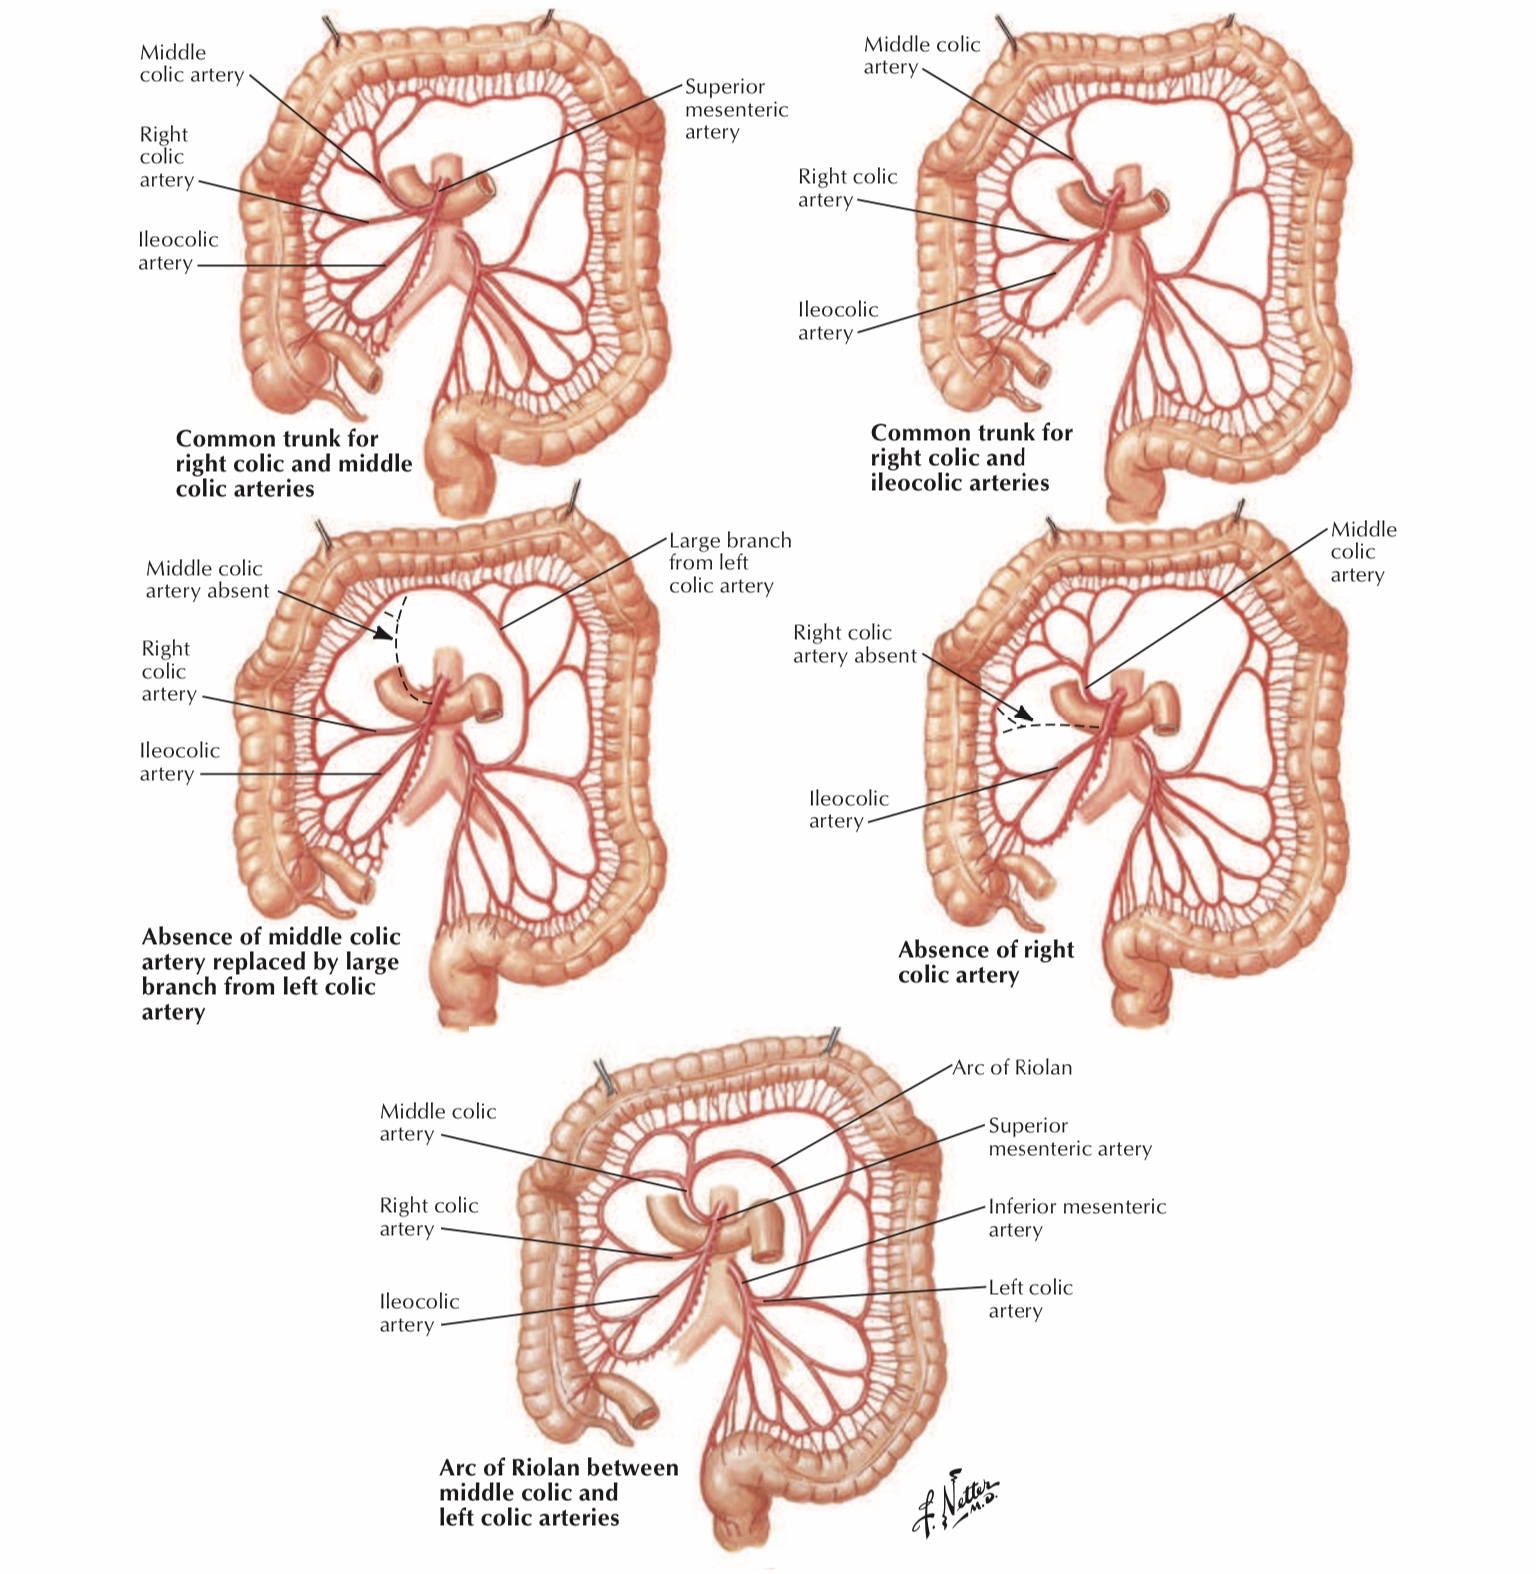 Middle
colic artery
Right
colic
artery
Ileocolic
artery
Superior
mesenteric
artery
Common trunk for
right colic and middle
colic arteries
Middle colic
artery
Right colic
artery
Ileocolic
artery
Common trunk for
right colic and
ileocolic arteries
Middle colic
artery absent
Right
colic
artery
Ileocolic
artery
Large branch
from left
colic artery
Absence of middle colic
artery replaced by large
branch from left colic
artery
Middle
colic
artery
Right colic
artery absent
Ileocolic
artery
Absence of right
colic artery
Middle colic
artery
Right colic
artery
Ileocolic
artery
Arc of Riolan
Superior
mesenteric artery
Inferior mesenteric
artery
Left colic
artery
Arc of Riolan between
middle colic and
left colic arteries
F. Netter
M.D.